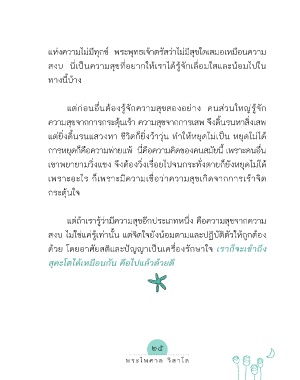 แห่งความไม่มีทุกข์ พระพุทธเจ้าตรัสว่าไม่มีสุขใดเสมอเหมือนความ
สงบ นี่เป็นความสุขที่อยากให้เราได้รู้จักเลื่อมใสและน้อมไปใน
ทางนี้บ้าง
แต่ก่อนอื่นต้องรู้จักความสุขสองอย่าง คนส่วนใหญ่รู้จัก
ความสุขจากการกระตุ้นเร้า ความสุขจากการเสพ จึงดิ้นรนหาสิ่งเสพ
แต่ยิ่งดิ้นรนแสวงหา ชีวิตก็ยิ่งว้าวุ่น ทำให้หยุดไม่เป็น หยุดไม่ได้
การหยุดก็คือความพ่ายแพ้ นี่คือความคิดของคนสมัยนี้ เพราะคนอื่น
เขาพยายามวิ่งแซง จึงต้องวิ่งเรื่อยไปจนกระทั่งตายก็ยังหยุดไม่ได้
เพราะอะไร ก็เพราะมีความเชื่อว่าความสุขเกิดจากการเร้าจิต
กระตุ้นใจ
แต่ถ้าเรารู้ว่ามีความสุขอีกประเภทหนึ่ง คือความสุขจากความ
สงบ ไม่ใช่แค่รู้เท่านั้น แต่จิตใจยังน้อมตามและปฏิบัติตัวให้ถูกต้อง
ด้วย โดยอาศัยสติและปัญญาเป็นเครื่องรักษาใจ เราก็จะเข้าถึง
สุคะโตได้เหมือนกัน คือไปแล้วด้วยดี
๒๕
พระไพศาล วิสาโล